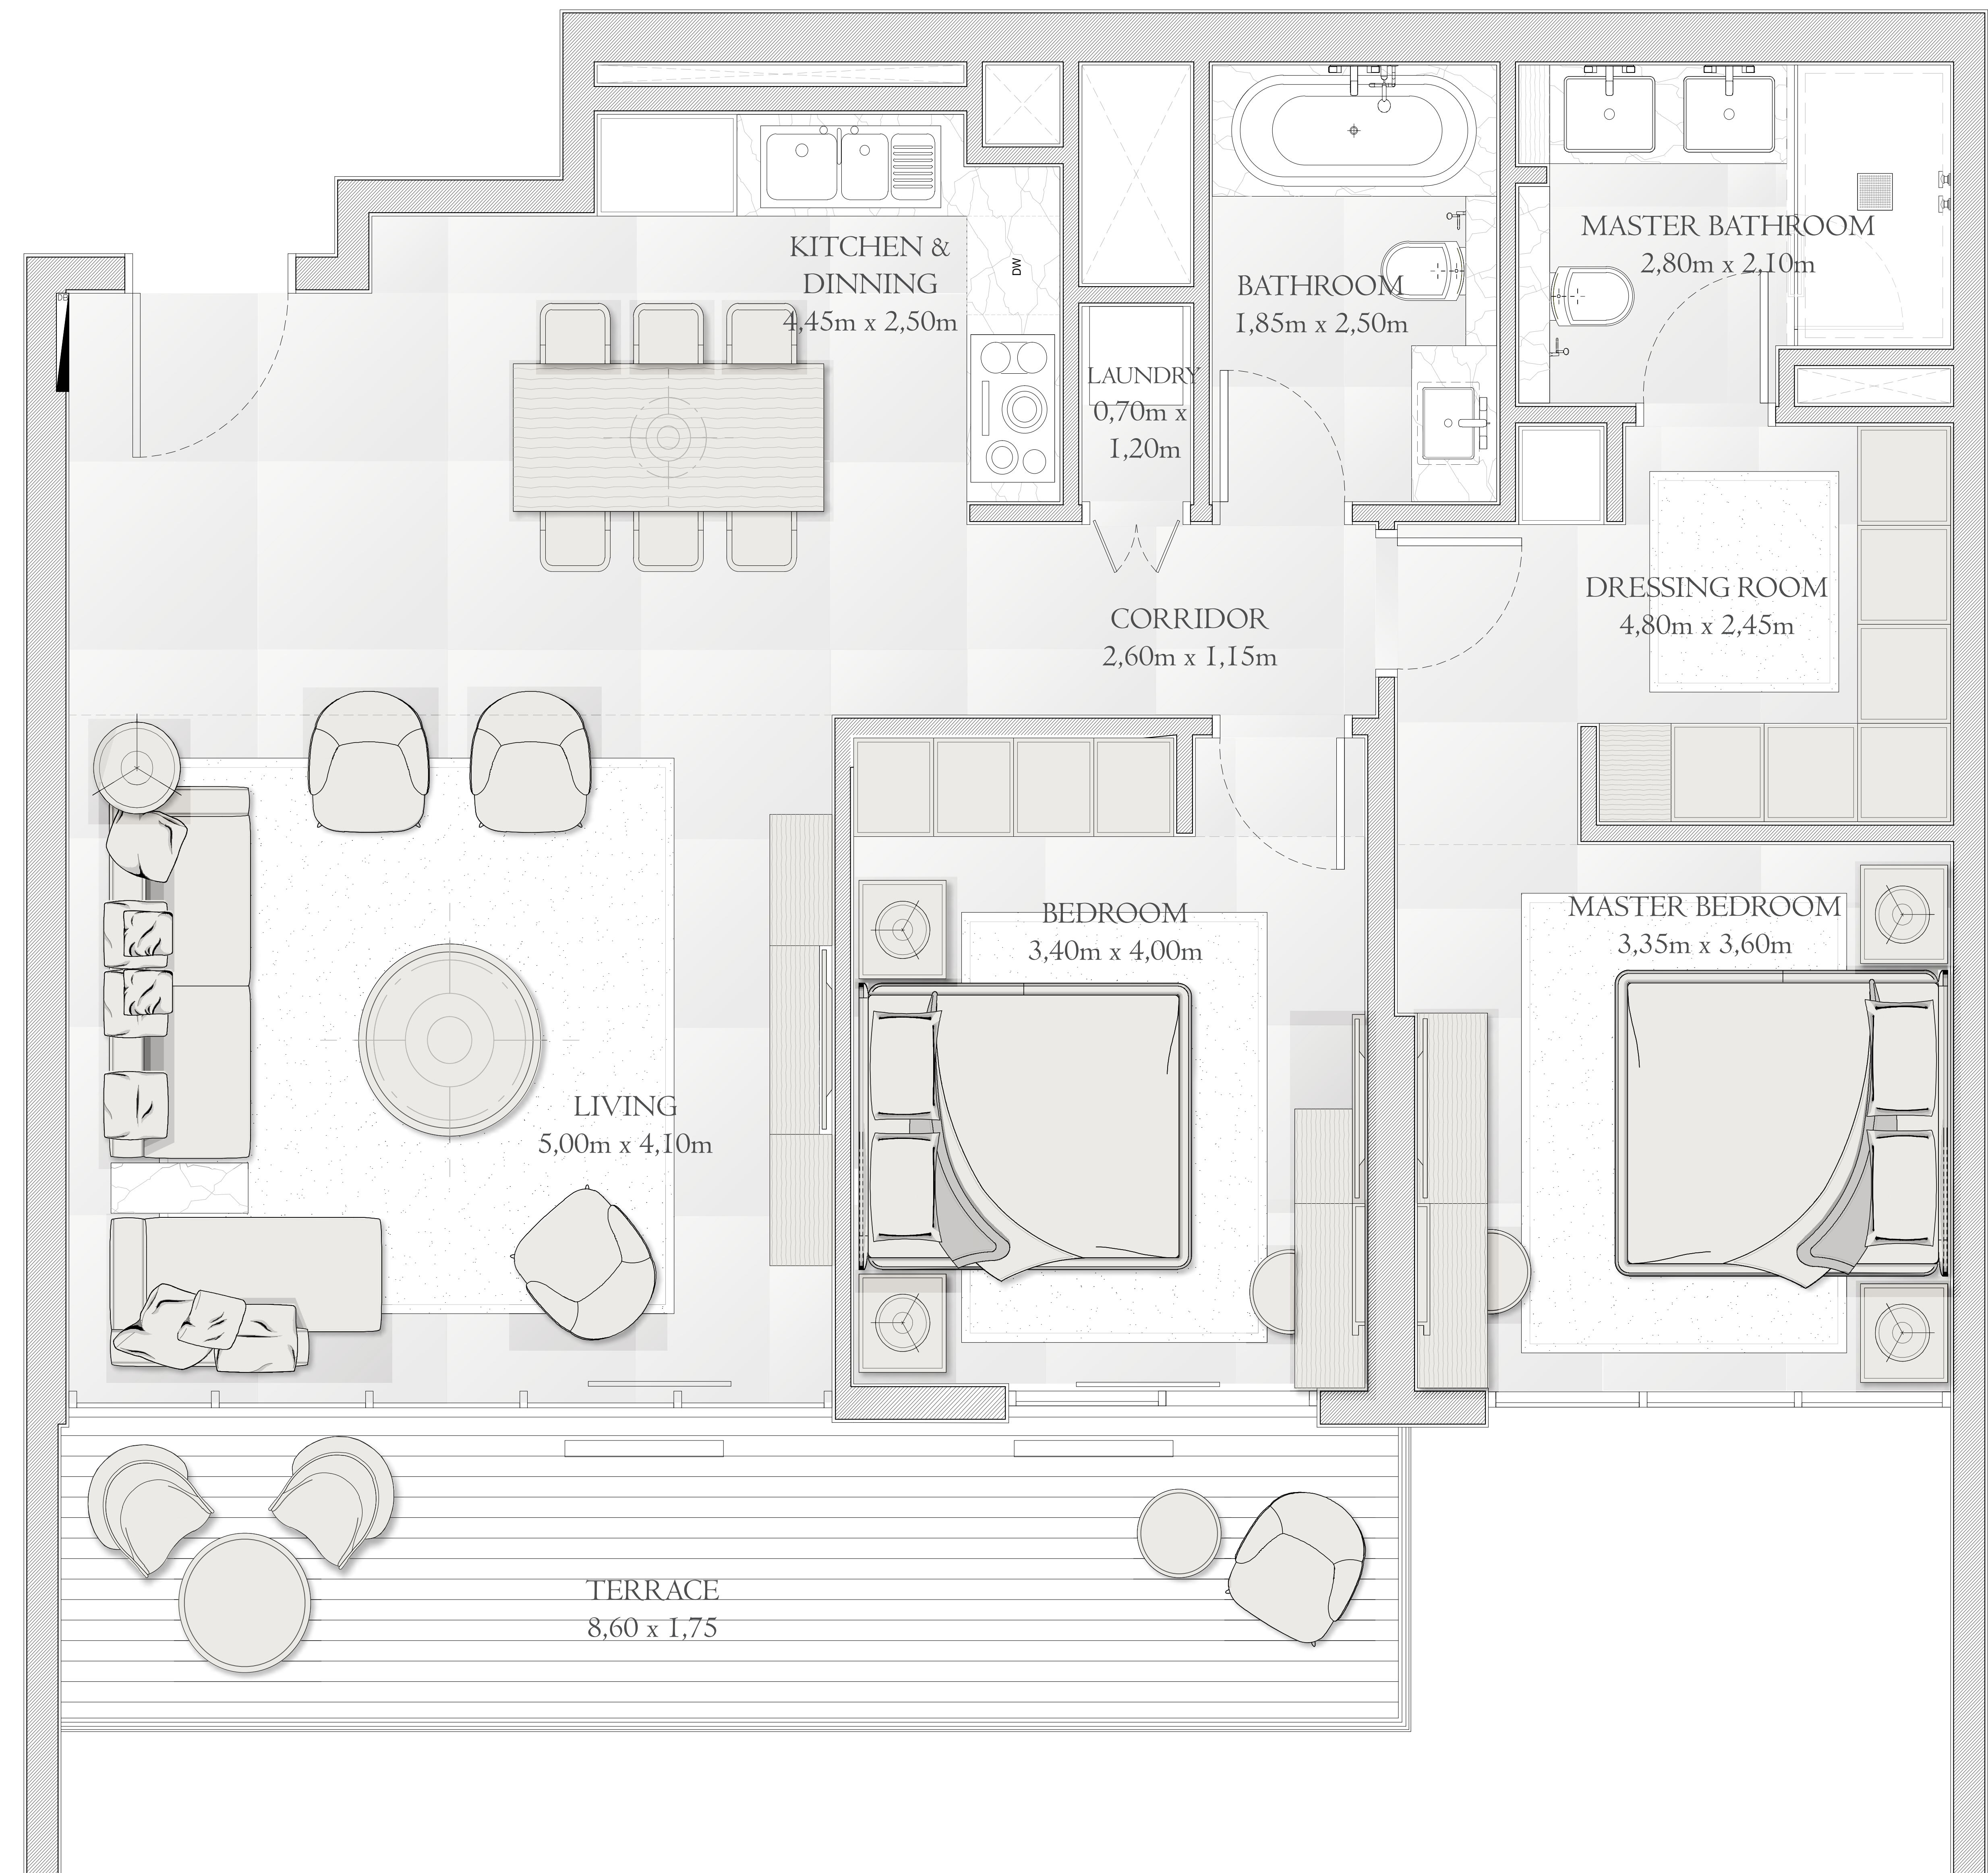 KITCHEN &
DINNING
4,45m x 2,50m
DW
LAUNDRY
0,70m x
1,20m
BATHROOM
1,85m x 2,50m
MASTER BATHROOM
2,80m x 2,10m
DRESSING ROOM
4,80m x 2,45m
CORRIDOR
2,60m x 1,15m
LIVING
5,00m x 4,10m
BEDROOM
3,40m x 4,00m
MASTER BEDROOM
3,35m x 3,60m
TERRACE
8,60 x 1,75